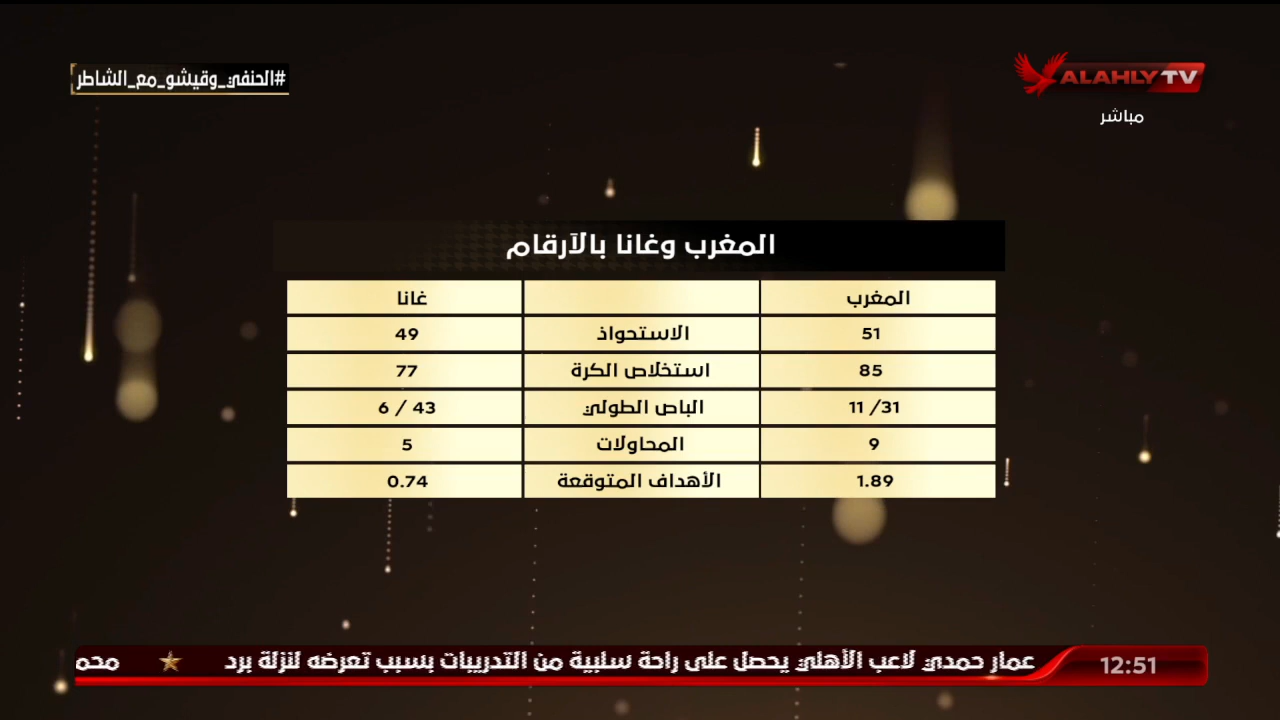 #الحنفي_وقيشو_مع_الشاطر
ALAHLY TV
مباشر
المغرب وغانا بالآرقام
المغرب غانا
51 الاستحواذ 49
85 استخلاص الكرة 77
11 /31 الباص الطولي 6 / 43
9 المحاولات 5
1.89 الأهداف المتوقعة 0.74
12:51 عمار حمدي لاعب الأهلي يحصل على راحة سلبية من التدريبات بسبب تعرضه لنزلة برد محم